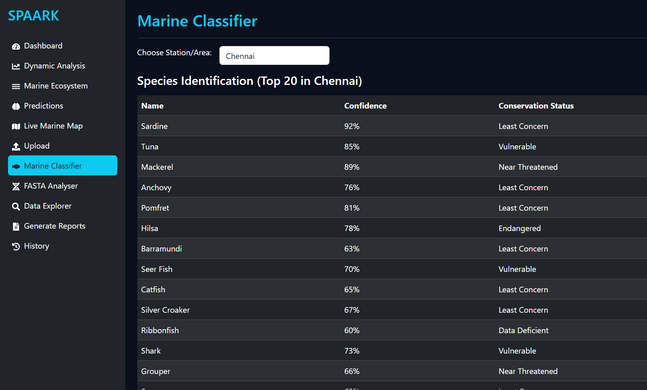 SPAARK
Dashboard
Dynamic Analysis
Marine Ecosystem
Predictions
Live Marine Map
Upload
Marine Classifier
FASTA Analyser
Data Explorer
Generate Reports
History
Marine Classifier
Choose Station/Area: Chennai
Species Identification (Top 20 in Chennai)
Name Confidence Conservation Status
Sardine 92% Least Concern
Tuna 85% Vulnerable
Mackerel 89% Near Threatened
Anchovy 76% Least Concern
Pomfret 81% Least Concern
Hilsa 78% Endangered
Barramundi 63% Least Concern
Seer Fish 70% Vulnerable
Catfish 65% Least Concern
Silver Croaker 67% Least Concern
Ribbonfish 60% Data Deficient
Shark 73% Vulnerable
Grouper 66% Near Threatened